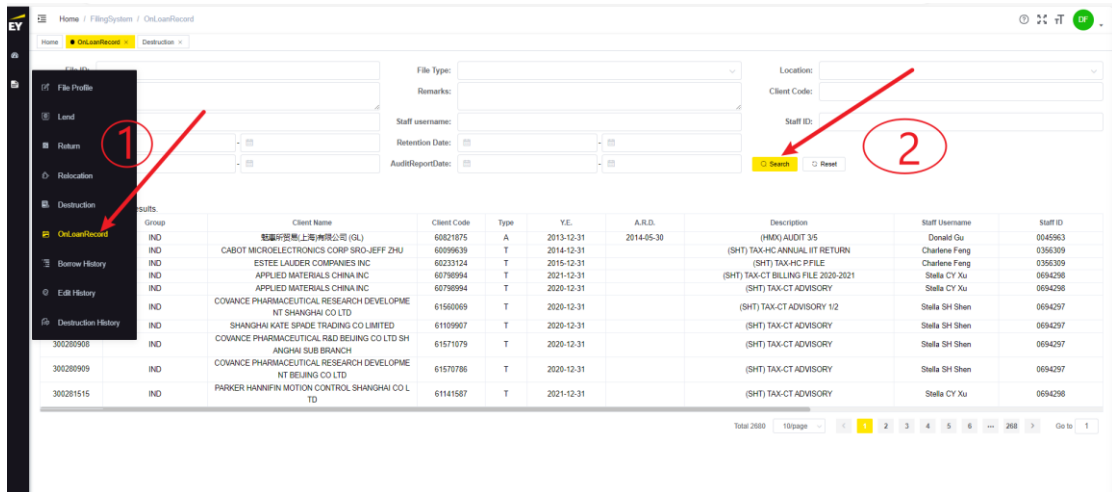 EY
Home / FilingSystem / OnLoanRecord
DF
Home OnLoanRecord × Destruction ×
File Type: Location:
File Profile Remarks: Client Code:
Lend Staff username: Staff ID:
1
2
Return - Retention Date: -
Relocation - AuditReportDate: - Search Reset
Destruction
OnLoanRecord
Borrow History
Edit History
Destruction History
Group Client Name Client Code Type Y.E. A.R.D. Description Staff Username Staff ID
IND (上海)有限公司 (GL) 60821875 A 2013-12-31 2014-05-30 (HMX) AUDIT 3/5 Donald Gu 0045963
IND CABOT MICROELECTRONICS CORP SRO-JEFF ZHU 60099639 T 2014-12-31 (SHT) TAX-HC ANNUAL IIT RETURN Charlene Feng 0356309
IND ESTEE LAUDER COMPANIES INC 60233124 T 2015-12-31 (SHT) TAX-HC P.FILE Charlene Feng 0356309
IND APPLIED MATERIALS CHINA INC 60798994 T 2021-12-31 (SHT) TAX-CT BILLING FILE 2020-2021 Stella CY Xu 0694298
IND APPLIED MATERIALS CHINA INC 60798994 T 2020-12-31 (SHT) TAX-CT ADVISORY Stella CY Xu 0694298
IND COVANCE PHARMACEUTICAL RESEARCH DEVELOPME
NT SHANGHAI CO LTD 61560069 T 2020-12-31 (SHT) TAX-CT ADVISORY 1/2 Stella SH Shen 0694297
IND SHANGHAI KATE SPADE TRADING CO LIMITED 61109907 T 2020-12-31 (SHT) TAX-CT ADVISORY Stella SH Shen 0694297
300280908 IND COVANCE PHARMACEUTICAL R&D BEIJING CO LTD SH
ANGHAI SUB BRANCH 61571079 T 2020-12-31 (SHT) TAX-CT ADVISORY Stella SH Shen 0694297
300280909 IND COVANCE PHARMACEUTICAL RESEARCH DEVELOPME
NT BEIJING CO LTD 61570786 T 2020-12-31 (SHT) TAX-CT ADVISORY Stella SH Shen 0694297
300281515 IND PARKER HANNIFIN MOTION CONTROL SHANGHAI CO L
TD 61141587 T 2021-12-31 (SHT) TAX-CT ADVISORY Stella CY Xu 0694298
Total 2680 10/page < 1 2 3 4 5 6 ••• 268 > Go to 1